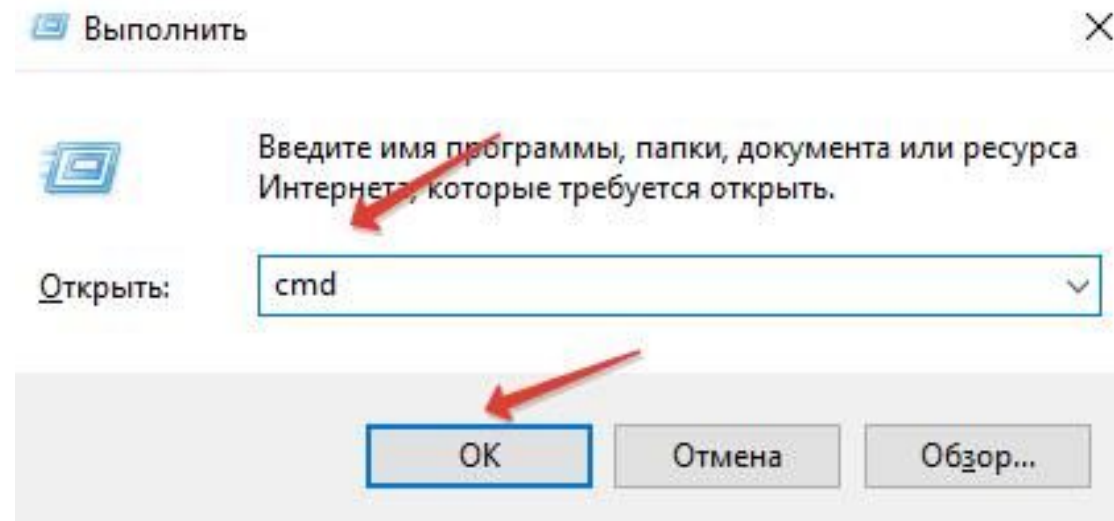 Выполнить
Введите имя программы, папки, документа или ресурса
Интернета, которые требуется открыть.
Открыть:
cmd
OK
Отмена
Обзор...